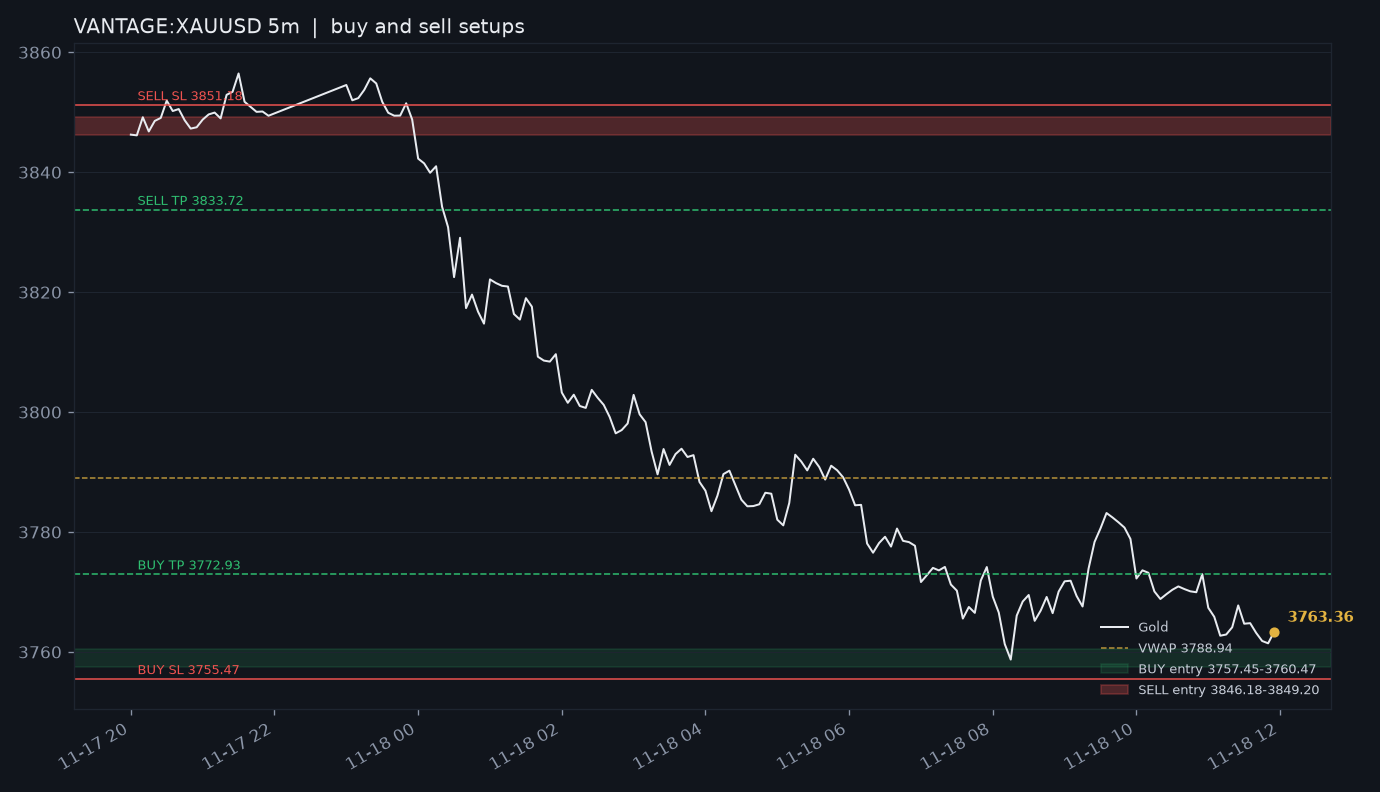 VANTAGE:XAUUSD 5m | buy and sell setups
3860
SELL SL 3851.18
3840
SELL TP 3833.72
3820
3800
3780
BUY TP 3772.93
3763.36
Gold
3760
VWAP 3788.94
BUY SL 3755.47
BUY entry 3757.45-3760.47
SELL entry 3846.18-3849.20
11-17 20
11-17 22
11-18 00
11-18 02
11-18 04
11-18 06
11-18 08
11-18 10
11-18 12